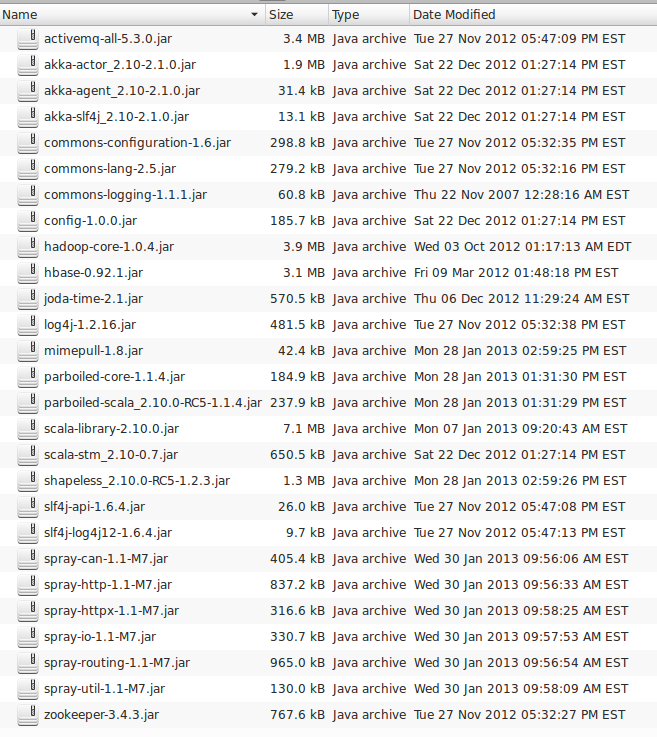 Name Size Type Date Modified
activemq-all-5.3.0.jar 3.4 MB Java archive Tue 27 Nov 2012 05:47:09 PM EST
akka-actor_2.10-2.1.0.jar 1.9 MB Java archive Sat 22 Dec 2012 01:27:14 PM EST
akka-agent_2.10-2.1.0.jar 31.4 kB Java archive Sat 22 Dec 2012 01:27:14 PM EST
akka-slf4j_2.10-2.1.0.jar 13.1 kB Java archive Sat 22 Dec 2012 01:27:14 PM EST
commons-configuration-1.6.jar 298.8 kB Java archive Tue 27 Nov 2012 05:32:35 PM EST
commons-lang-2.5.jar 279.2 kB Java archive Tue 27 Nov 2012 05:32:16 PM EST
commons-logging-1.1.1.jar 60.8 kB Java archive Thu 22 Nov 2007 12:28:16 AM EST
config-1.0.0.jar 185.7 kB Java archive Sat 22 Dec 2012 01:27:14 PM EST
hadoop-core-1.0.4.jar 3.9 MB Java archive Wed 03 Oct 2012 01:17:13 AM EDT
hbase-0.92.1.jar 3.1 MB Java archive Fri 09 Mar 2012 01:48:18 PM EST
joda-time-2.1.jar 570.5 kB Java archive Thu 06 Dec 2012 11:29:24 AM EST
log4j-1.2.16.jar 481.5 kB Java archive Tue 27 Nov 2012 05:32:38 PM EST
mimepull-1.8.jar 42.4 kB Java archive Mon 28 Jan 2013 02:59:25 PM EST
parboiled-core-1.1.4.jar 184.9 kB Java archive Mon 28 Jan 2013 01:31:30 PM EST
parboiled-scala_2.10.0-RC5-1.1.4.jar 237.9 kB Java archive Mon 28 Jan 2013 01:31:29 PM EST
scala-library-2.10.0.jar 7.1 MB Java archive Mon 07 Jan 2013 09:20:43 AM EST
scala-stm_2.10-0.7.jar 650.5 kB Java archive Sat 22 Dec 2012 01:27:14 PM EST
shapeless_2.10.0-RC5-1.2.3.jar 1.3 MB Java archive Mon 28 Jan 2013 02:59:26 PM EST
slf4j-api-1.6.4.jar 26.0 kB Java archive Tue 27 Nov 2012 05:47:08 PM EST
slf4j-log4j12-1.6.4.jar 9.7 kB Java archive Tue 27 Nov 2012 05:47:13 PM EST
spray-can-1.1-M7.jar 405.4 kB Java archive Wed 30 Jan 2013 09:56:06 AM EST
spray-http-1.1-M7.jar 837.2 kB Java archive Wed 30 Jan 2013 09:56:33 AM EST
spray-httpx-1.1-M7.jar 316.6 kB Java archive Wed 30 Jan 2013 09:58:25 AM EST
spray-io-1.1-M7.jar 330.7 kB Java archive Wed 30 Jan 2013 09:57:53 AM EST
spray-routing-1.1-M7.jar 965.0 kB Java archive Wed 30 Jan 2013 09:56:54 AM EST
spray-util-1.1-M7.jar 130.0 kB Java archive Wed 30 Jan 2013 09:58:09 AM EST
zookeeper-3.4.3.jar 767.6 kB Java archive Tue 27 Nov 2012 05:32:27 PM EST